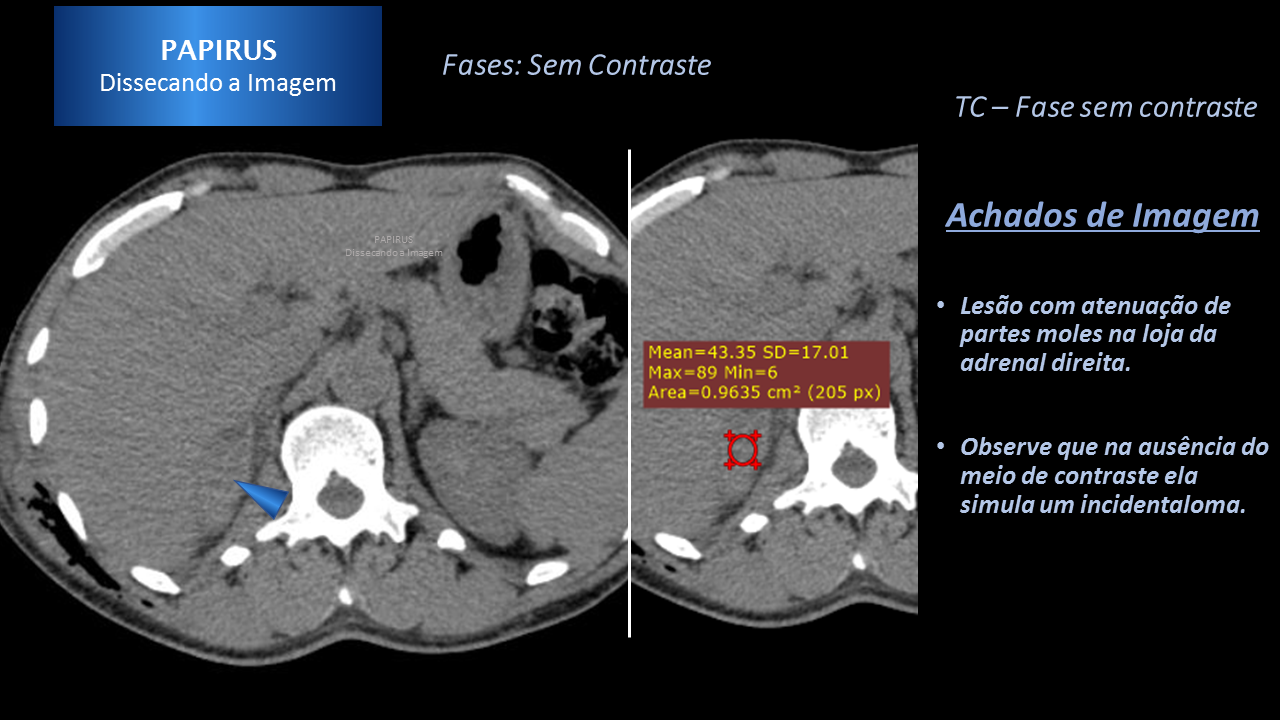 PAPIRUS
Dissecando a Imagem
Fases: Sem Contraste
TC – Fase sem contraste
Achados de Imagem
• Lesão com atenuação de
partes moles na loja da
adrenal direita.
• Observe que na ausência do
meio de contraste ela
simula um incidentaloma.
PAPIRUS
Dissecando a Imagem
Mean=43.35 SD=17.01
Max=89 Min=6
Area=0.9635 cm² (205 px)